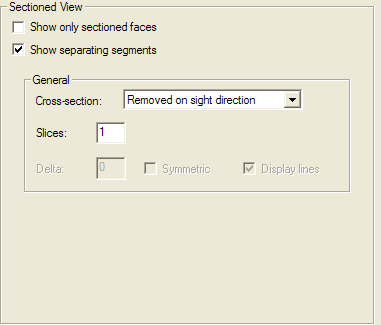 Sectioned View
Show only sectioned faces
Show separating segments
General
Cross-section: Removed on sight direction
Slices: 1
Delta: 0 Symmetric Display lines